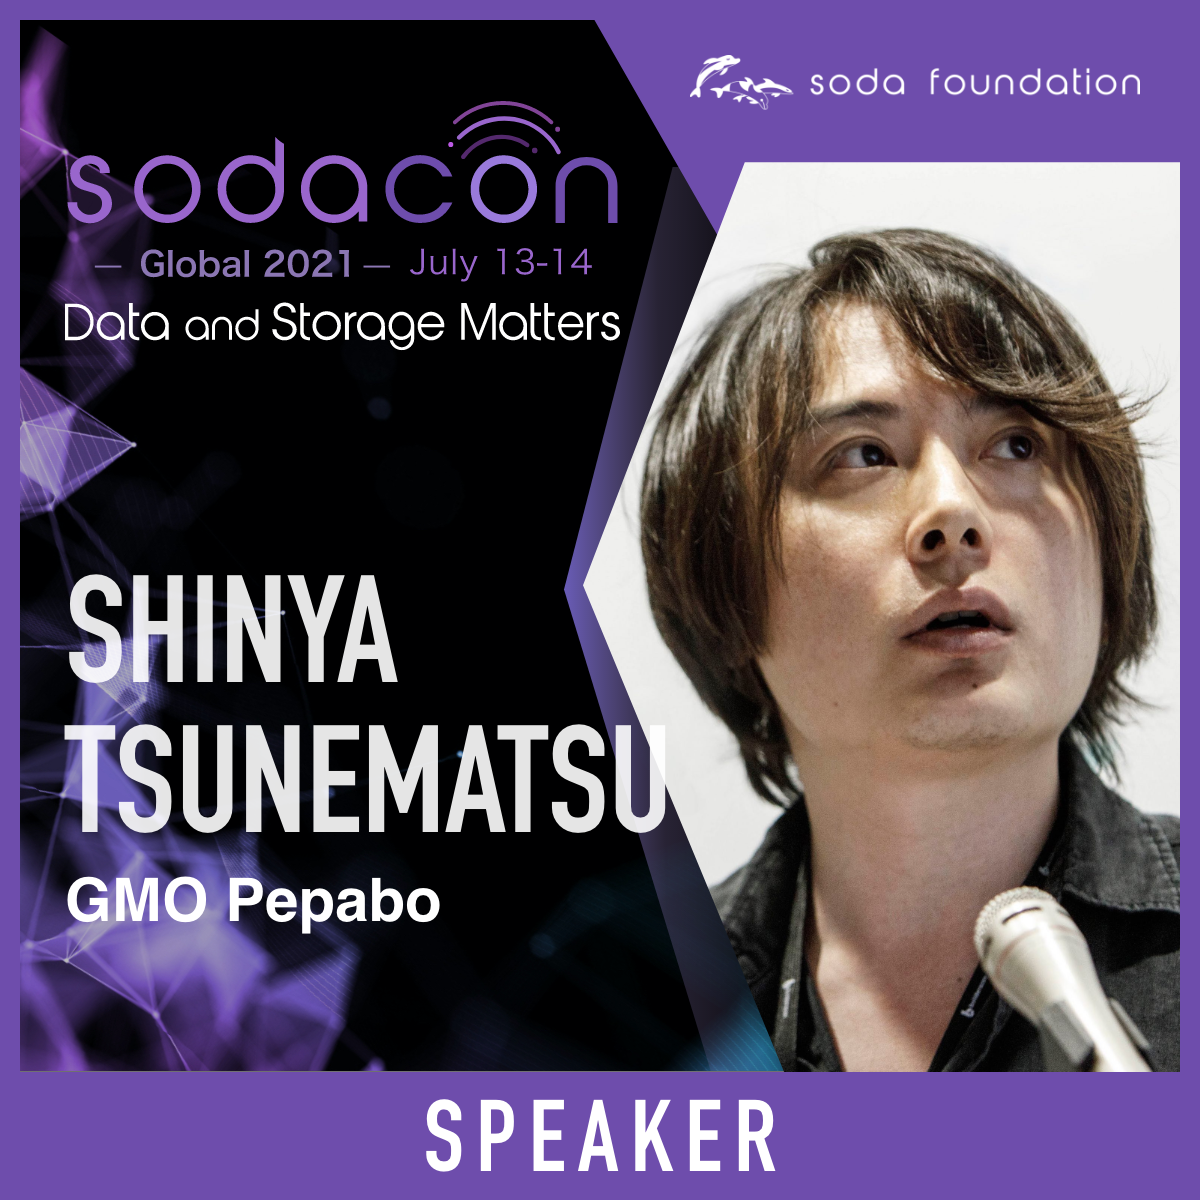 soda foundation
sodacon
— Global 2021 — July 13-14
Data and Storage Matters
SHINYA
TSUNEMATSU
GMO Pepabo
SPEAKER